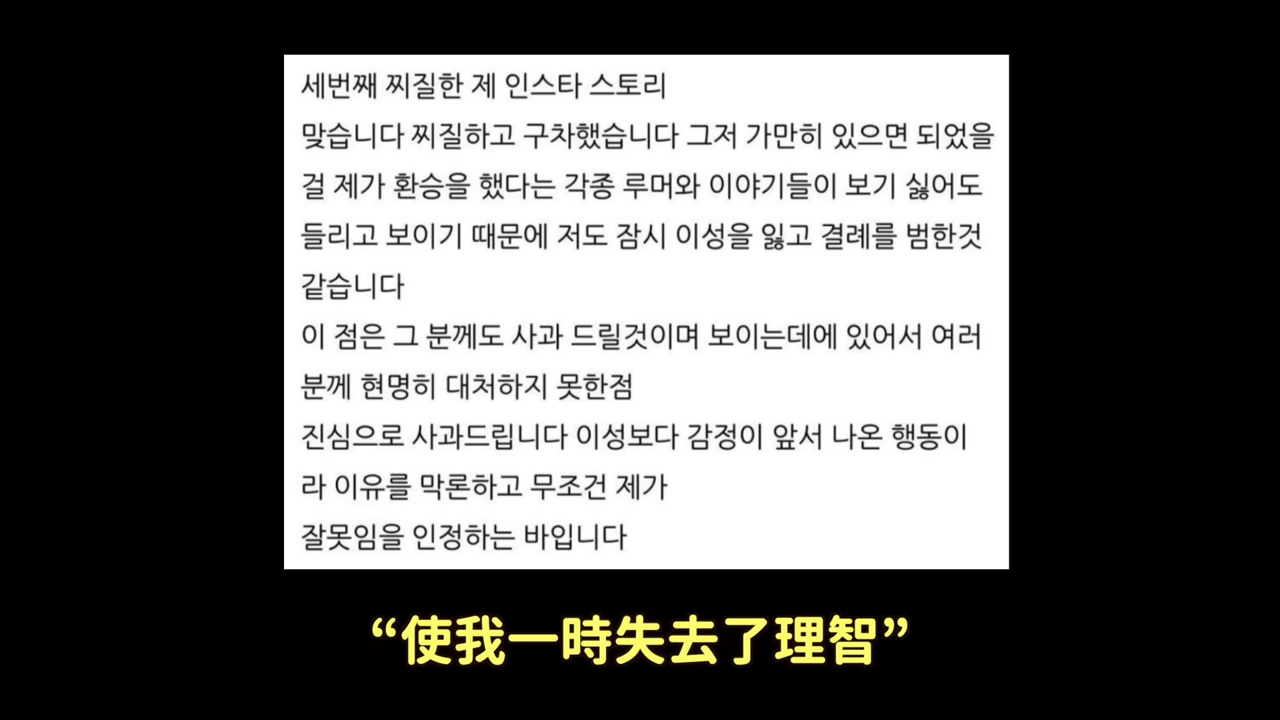 세번째 찌질한 제 인스타 스토리
맞습니다 찌질하고 구차했습니다 그저 가만히 있으면 되었을
걸 제가 환승을 했다는 각종 루머와 이야기들이 보기 싫어도
들리고 보이기 때문에 저도 잠시 이성을 잃고 결례를 범한것
같습니다
이 점은 그 분께도 사과 드릴것이며 보이는데에 있어서 여러
분께 현명히 대처하지 못한점
진심으로 사과드립니다 이성보다 감정이 앞서 나온 행동이
라 이유를 막론하고 무조건 제가
잘못임을 인정하는 바입니다
“使我一時失去了理智”